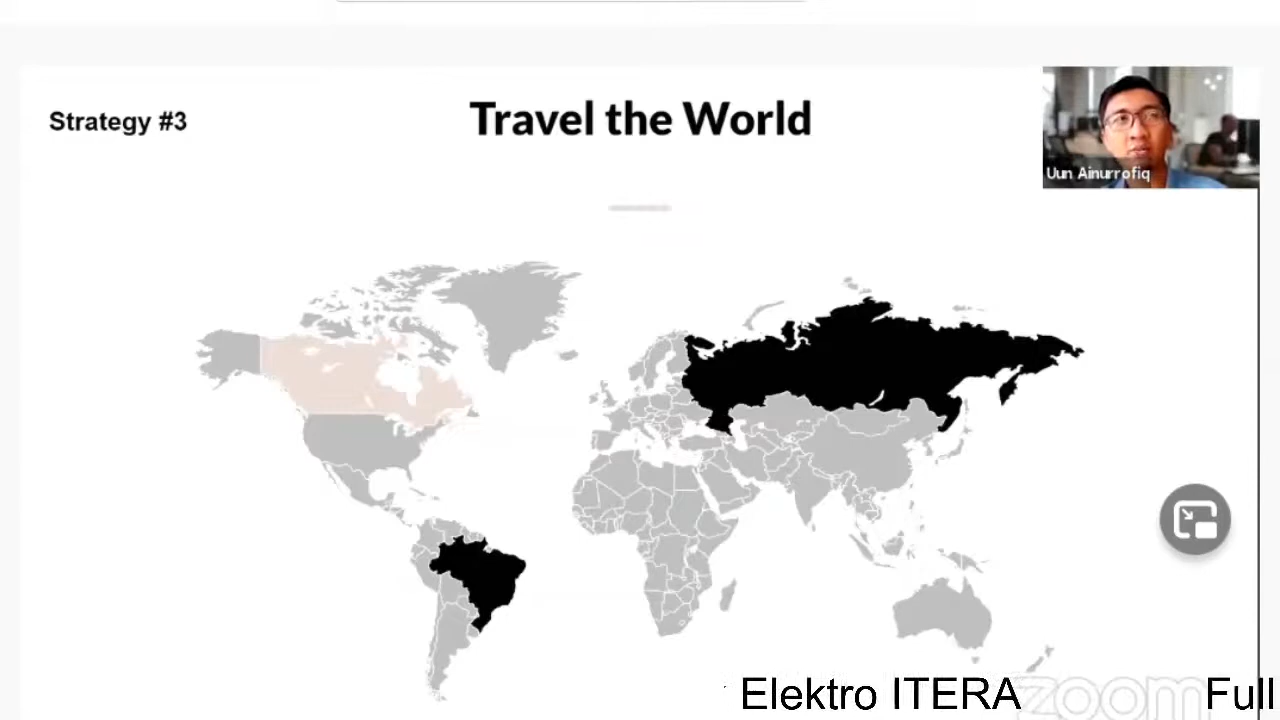 Strategy #3
Travel the World
Uun Ainurrofiq
Elektro ITERA
zoom
Full